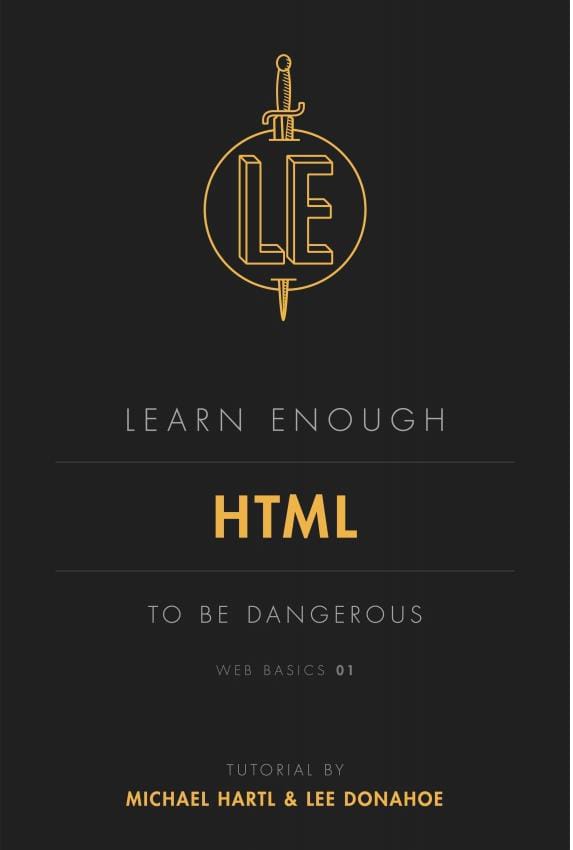 LE
LEARN ENOUGH
HTML
TO BE DANGEROUS
WEB BASICS 01
TUTORIAL BY
MICHAEL HARTL & LEE DONAHOE